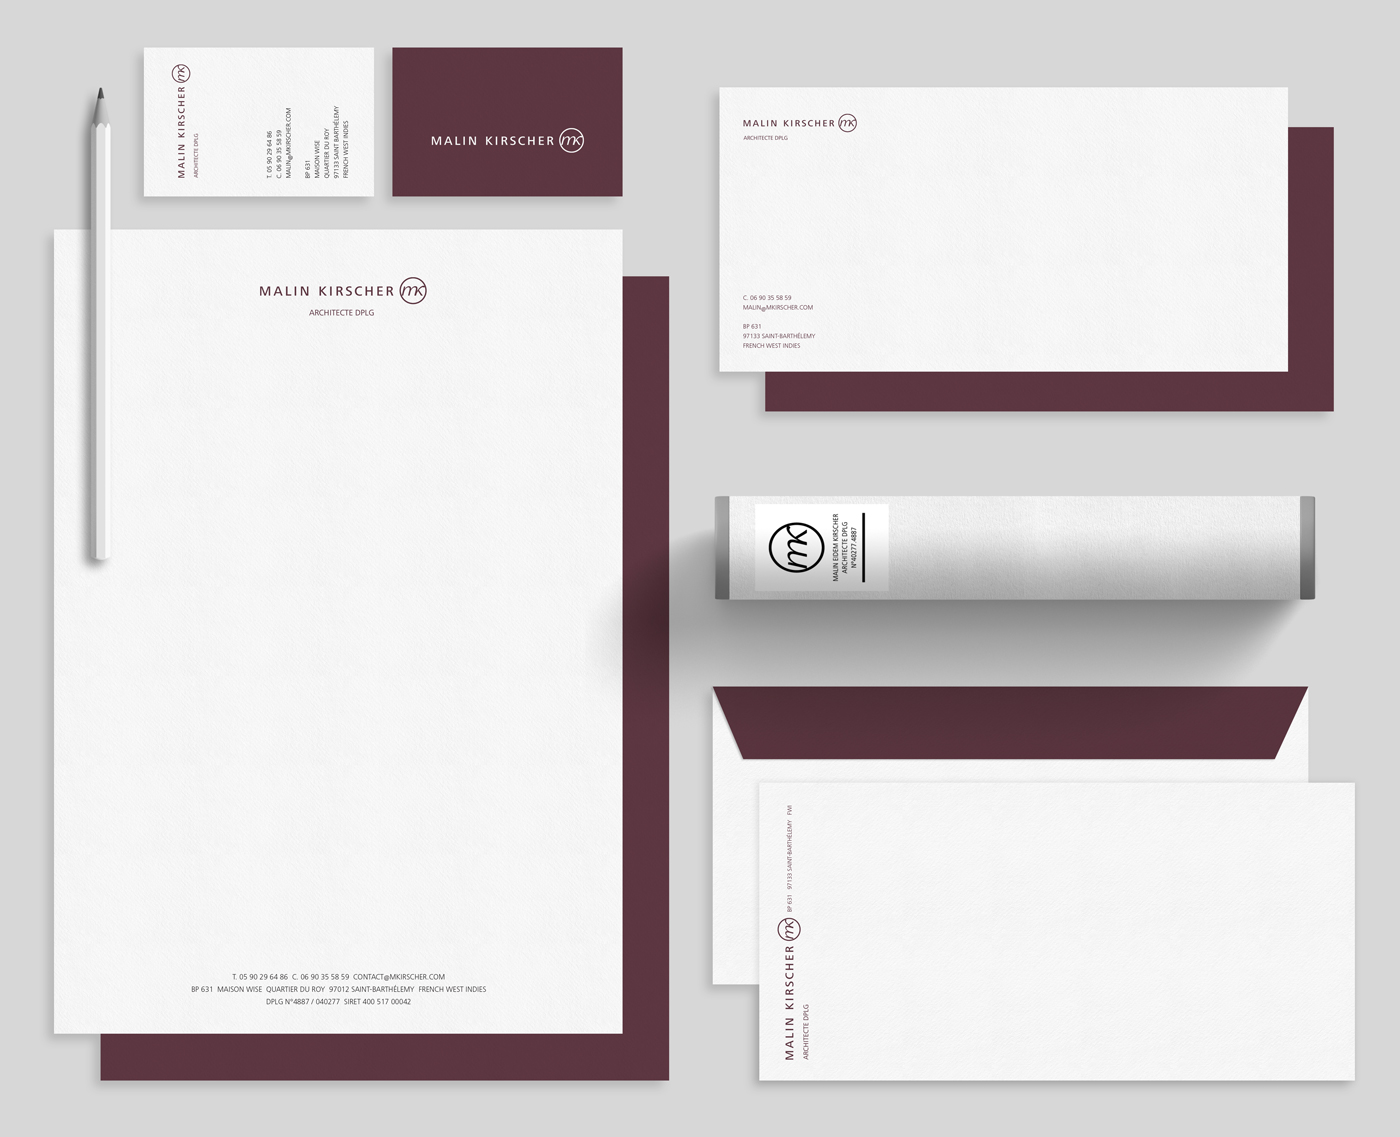 MALIN KIRSCHER mK
ARCHITECTE DPLG
T. 05 90 29 64 86
C. 06 90 35 58 59
MALIN@MKIRSCHER.COM
BP 631
MAISON WISE
QUARTIER DU ROY
97133 SAINT BARTHÉLEMY
FRENCH WEST INDIES
MALIN KIRSCHER mK
MALIN KIRSCHER mK
ARCHITECTE DPLG
T. 05 90 29 64 86 C. 06 90 35 58 59 CONTACT@MKIRSCHER.COM
BP 631 MAISON WISE QUARTIER DU ROY 97012 SAINT-BARTHÉLEMY FRENCH WEST INDIES
DPLG N°4887 / 040277 SIRET 400 517 00042
MALIN KIRSCHER mK
ARCHITECTE DPLG
C. 06 90 35 58 59
MALIN@MKIRSCHER.COM
BP 631
97133 SAINT-BARTHÉLEMY
FRENCH WEST INDIES
mK
MALIN EIDEM KIRSCHER
ARCHITECTE DPLG
N°40277 4887
MALIN KIRSCHER mK BP 631 97133 SAINT-BARTHÉLEMY FWI
ARCHITECTE DPLG